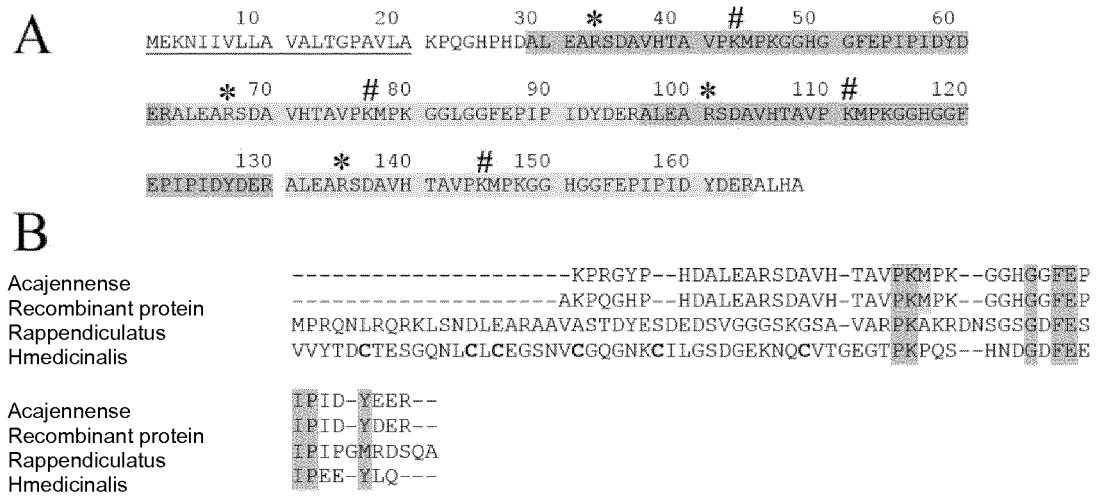 A
10 20 30 * 40 # 50 60
MEKNIIVLLA VALTGPAVLA KPQGHPHDAL EARSDAVHTA VPKMPKGGHG GFEPIPIDYD
* 70 # 80 90 100 * 110 # 120
ERALEARSDA VHTAVPKMPK GGLGGFEPIP IDYDERALEA RSDAVHTAVP KMPKGGHGGF
130 * 140 # 150 160
EPIPIDYDER ALEARSDAVH TAVPKMPKGG HGGFEPIPID YDERALHA
B
Acajennense ----------------------KPRGYP--HDALEARSDAVH-TAVPKMPK--GGHGGFEP
Recombinant protein ---------------------AKPQGHP--HDALEARSDAVH-TAVPKMPK--GGHGGFEP
Rappendiculatus MPRQNLRQRKLSNDLEARAAVASTDYESDEDSVGGGSKGSA-VARPKAKRDNSGSGDFES
Hmedicinalis VVYTDCTESGQNLCLCEGSNVCGQGNKCILGSDGEKNQCVTGEGTPKPQS--HNDGDFEE
Acajennense IPID-YEER--
Recombinant protein IPID-YDER--
Rappendiculatus IPIPGMRDSQA
Hmedicinalis IPEE-YLQ---